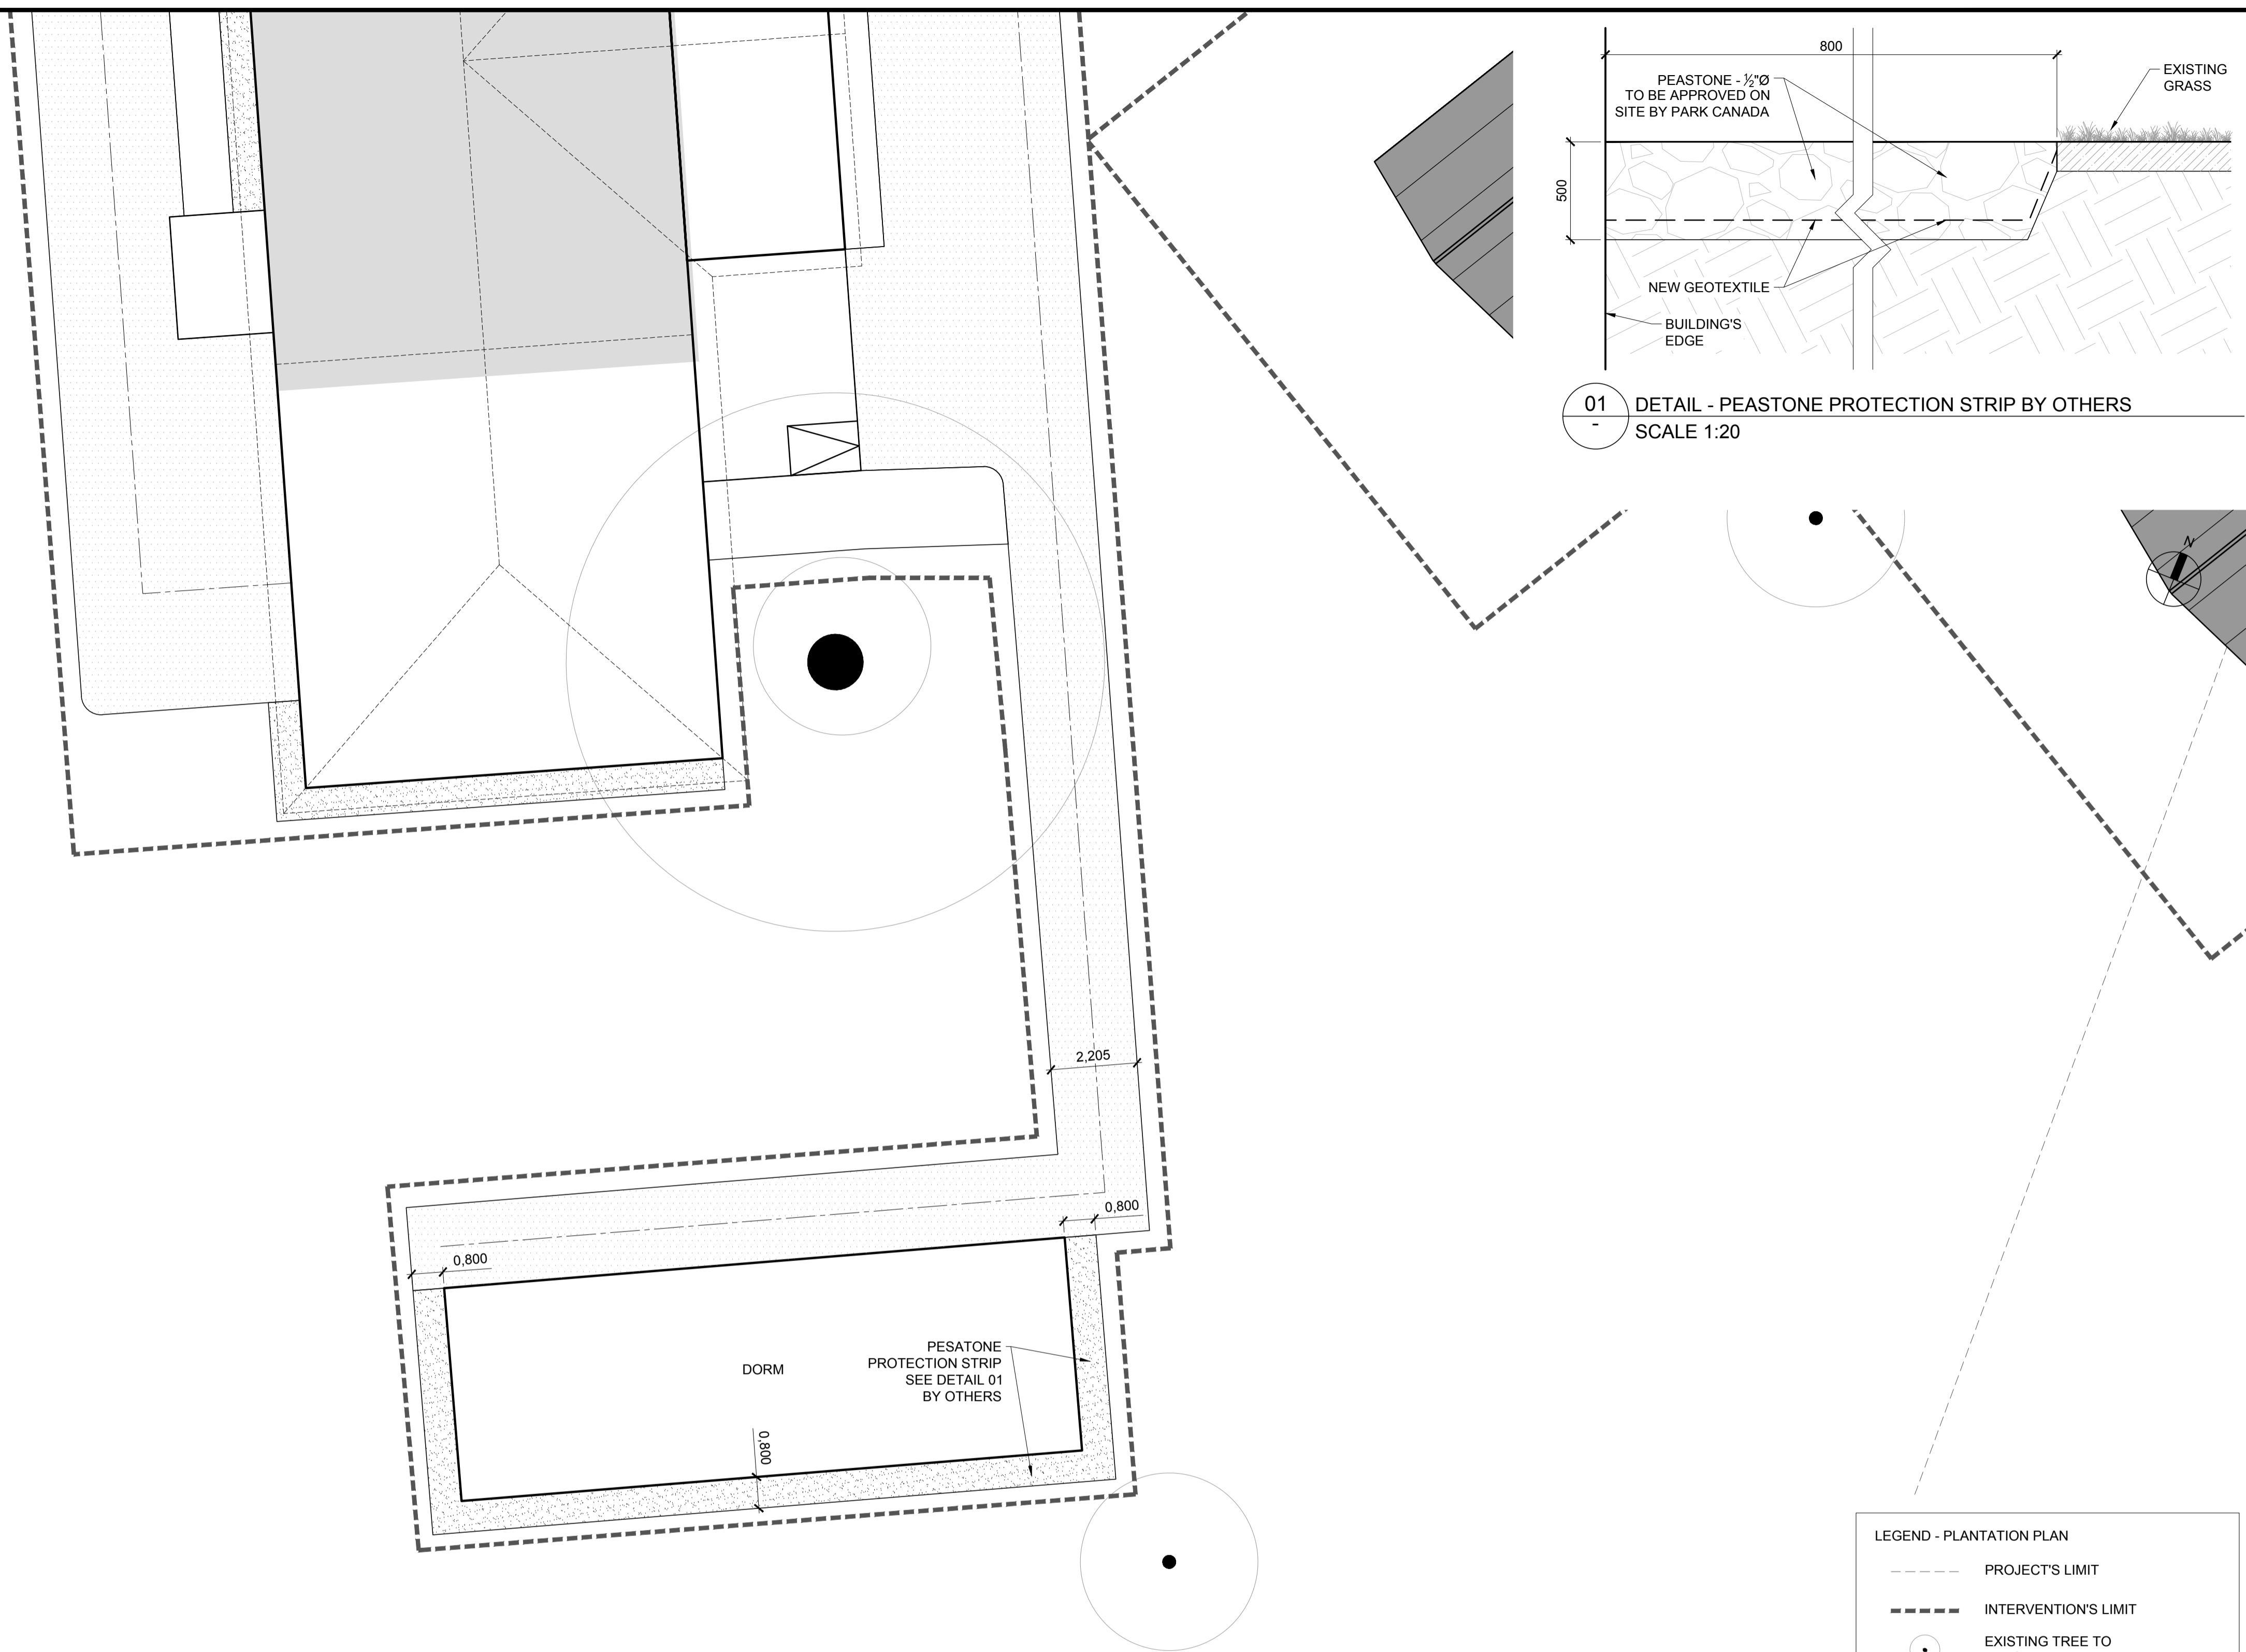 800
PEASTONE - ½"Ø
TO BE APPROVED ON
SITE BY PARK CANADA
EXISTING
GRASS
500
NEW GEOTEXTILE
BUILDING'S
EDGE
01
-
DETAIL - PEASTONE PROTECTION STRIP BY OTHERS
SCALE 1:20
N
2,205
0,800
0,800
PESATONE
PROTECTION STRIP
SEE DETAIL 01
BY OTHERS
DORM
0,800
LEGEND - PLANTATION PLAN
PROJECT'S LIMIT
INTERVENTION'S LIMIT
EXISTING TREE TO